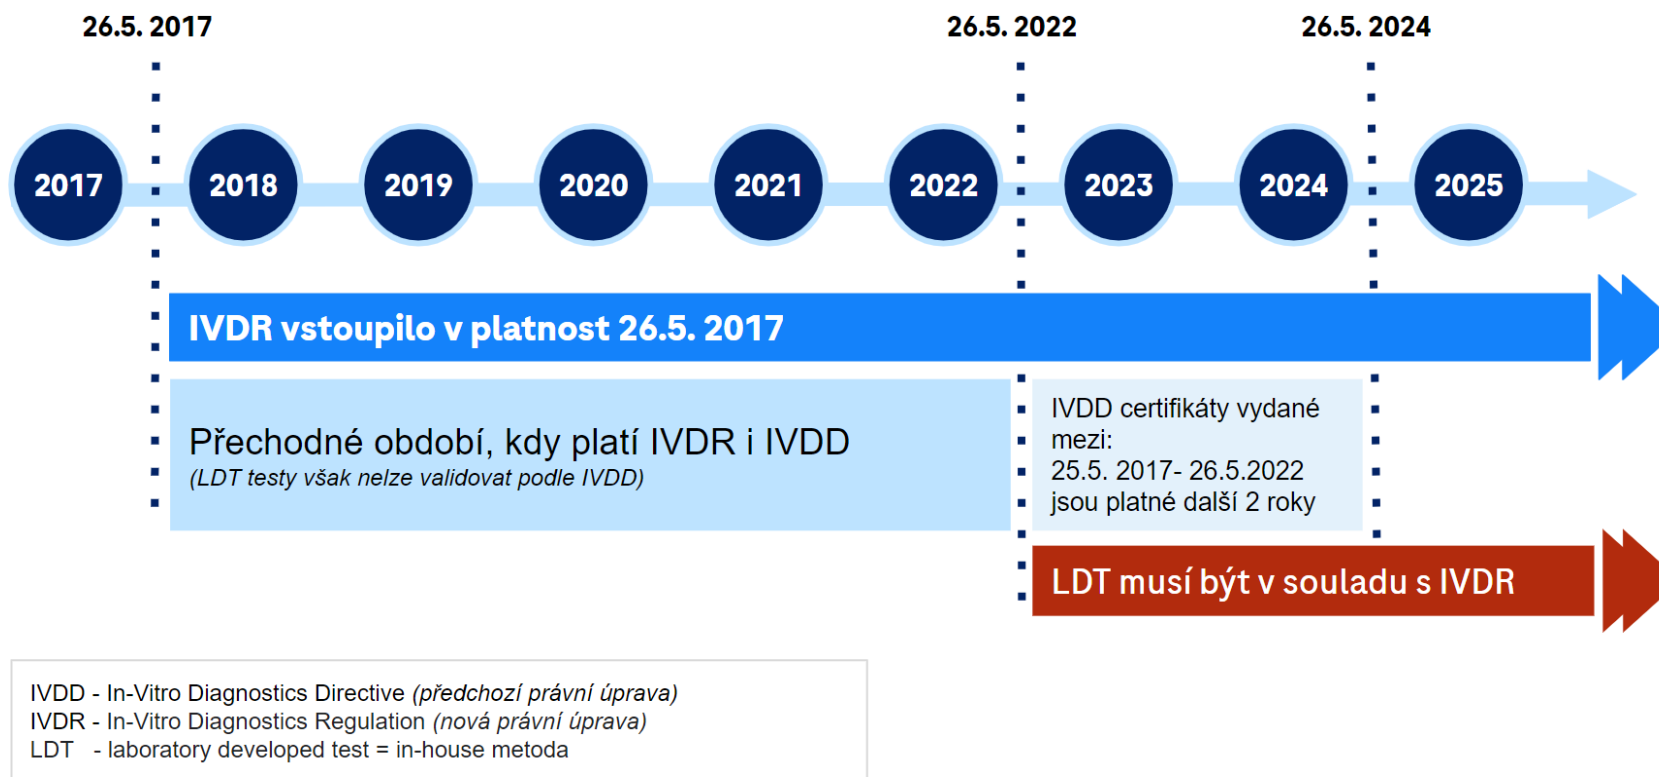 26.5. 2017
26.5. 2022
26.5. 2024
2017
2018
2019
2020
2021
2022
2023
2024
2025
IVDR vstoupilo v platnost 26.5. 2017
Přechodné období, kdy platí IVDR i IVDD
(LDT testy však nelze validovat podle IVDD)
IVDD certifikáty vydané
mezi:
25.5. 2017- 26.5.2022
jsou platné další 2 roky
LDT musí být v souladu s IVDR
IVDD - In-Vitro Diagnostics Directive (předchozí právní úprava)
IVDR - In-Vitro Diagnostics Regulation (nová právní úprava)
LDT - laboratory developed test = in-house metoda